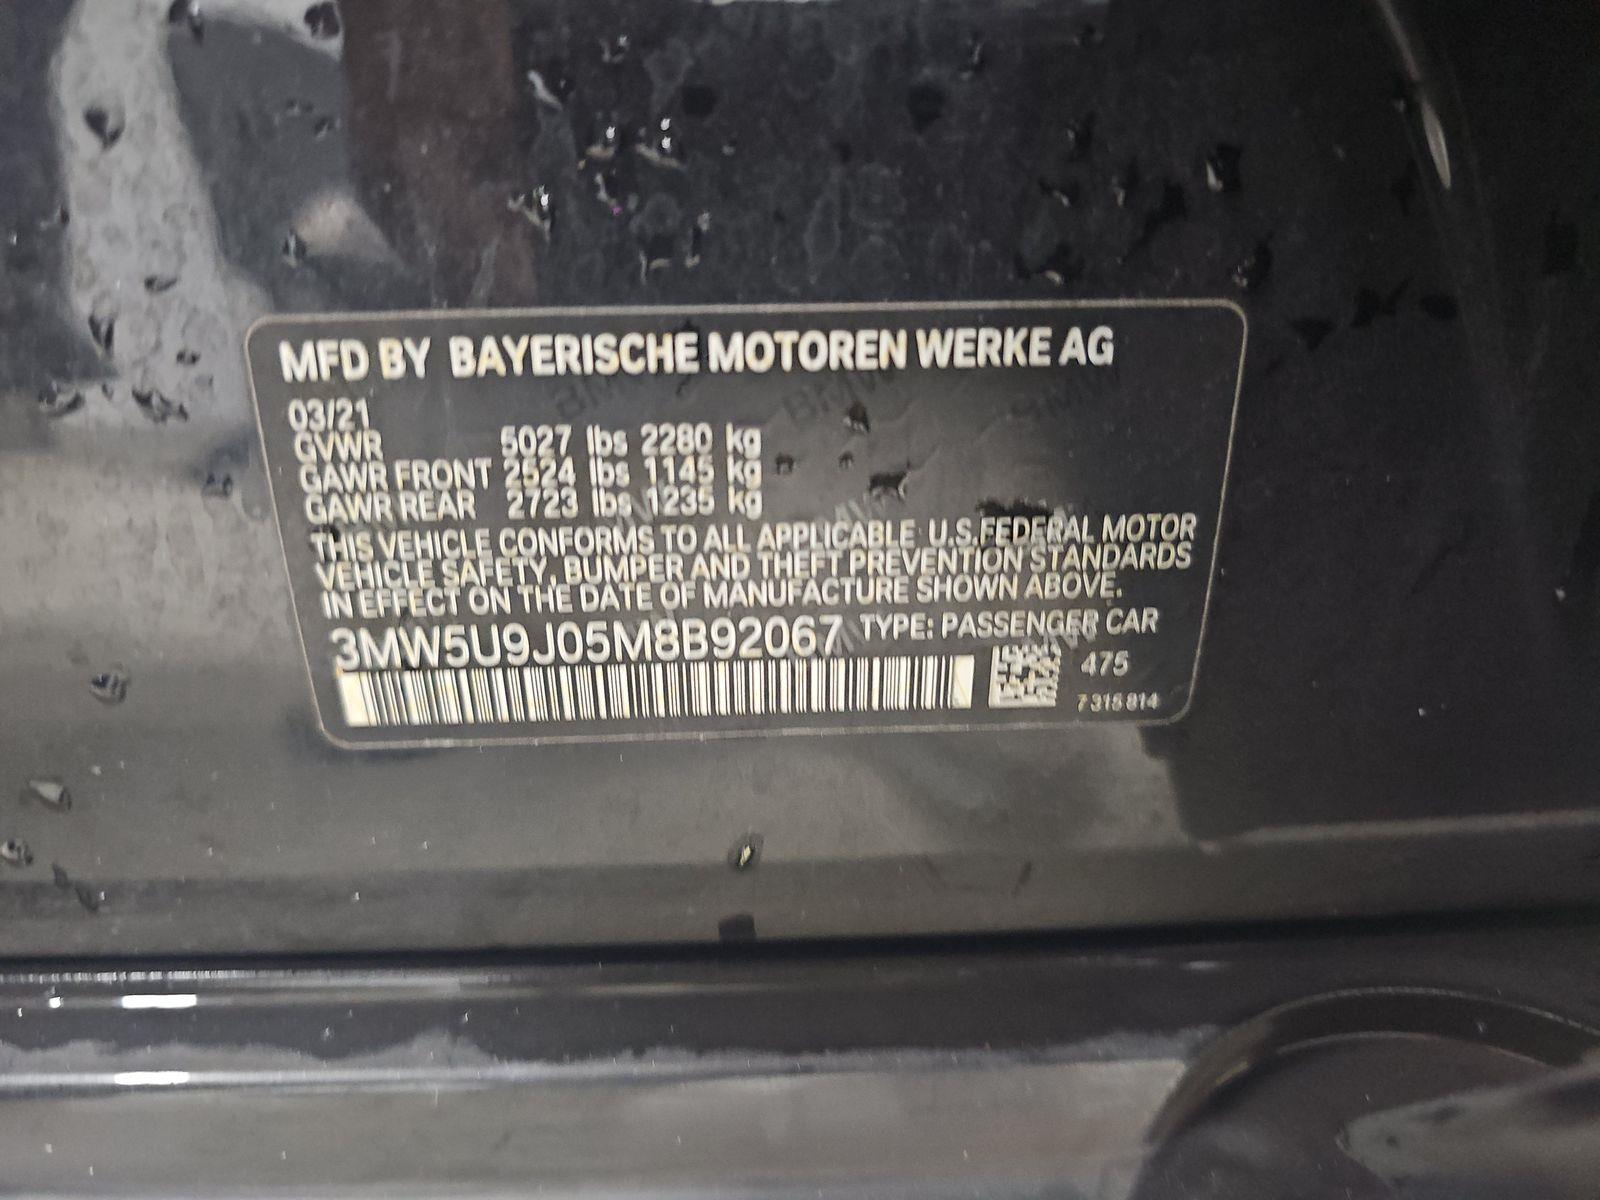 MFD BY BAYERISCHE MOTOREN WERKE AG
03/21
GVWR 5027 lbs 2280 kg
GAWR FRONT 2524 lbs 1145 kg
GAWR REAR 2723 lbs 1235 kg
THIS VEHICLE CONFORMS TO ALL APPLICABLE U.S.FEDERAL MOTOR
VEHICLE SAFETY, BUMPER AND THEFT PREVENTION STANDARDS
IN EFFECT ON THE DATE OF MANUFACTURE SHOWN ABOVE.
3MW5U9J05M8B92067 TYPE: PASSENGER CAR
475
7 315 814